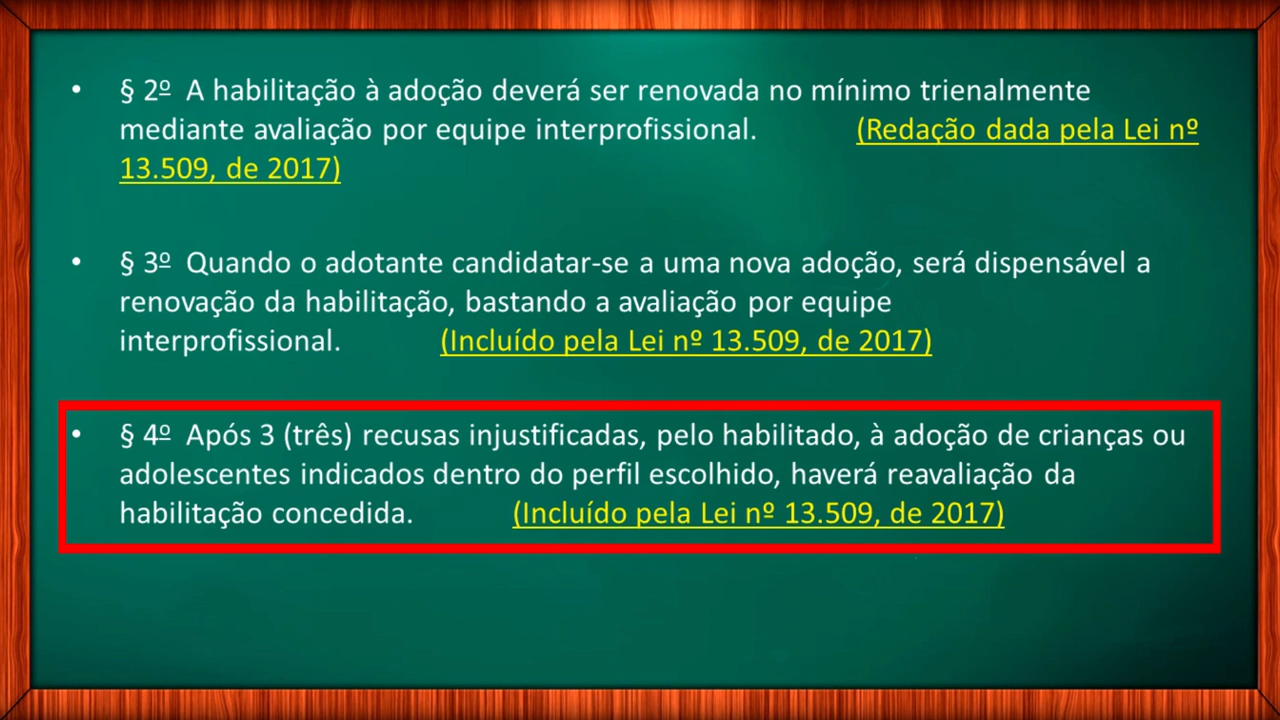 • § 2º A habilitação à adoção deverá ser renovada no mínimo trienalmente
mediante avaliação por equipe interprofissional. (Redação dada pela Lei nº
13.509, de 2017)
• § 3º Quando o adotante candidatar-se a uma nova adoção, será dispensável a
renovação da habilitação, bastando a avaliação por equipe
interprofissional. (Incluído pela Lei nº 13.509, de 2017)
• § 4º Após 3 (três) recusas injustificadas, pelo habilitado, à adoção de crianças ou
adolescentes indicados dentro do perfil escolhido, haverá reavaliação da
habilitação concedida. (Incluído pela Lei nº 13.509, de 2017)